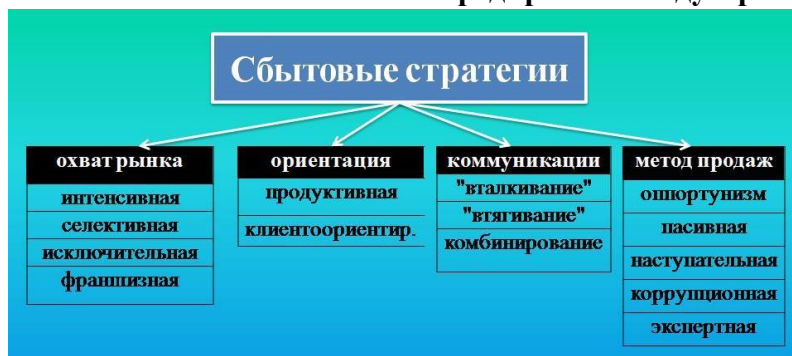 Сбытовые стратегии
охват рынка
интенсивная
селективная
исключительная
франшизная
ориентация
продуктивная
клиентоориентир.
коммуникации
"вталкивание"
"втягивание"
комбинирование
метод продаж
оппортунизм
пасивная
наступательная
коррупционная
экспертная